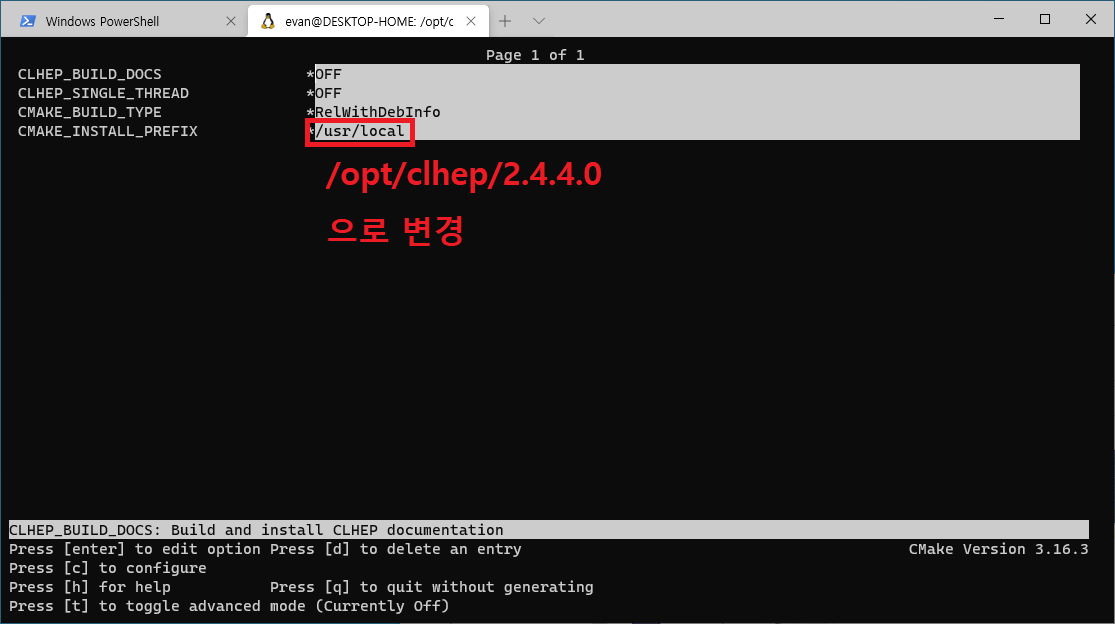 Windows PowerShell
evan@DESKTOP-HOME: /opt/c
Page 1 of 1
CLHEP_BUILD_DOCS *OFF
CLHEP_SINGLE_THREAD *OFF
CMAKE_BUILD_TYPE *RelWithDebInfo
CMAKE_INSTALL_PREFIX */usr/local
/opt/clhep/2.4.4.0
으로 변경
CLHEP_BUILD_DOCS: Build and install CLHEP documentation
Press [enter] to edit option Press [d] to delete an entry CMake Version 3.16.3
Press [c] to configure
Press [h] for help Press [q] to quit without generating
Press [t] to toggle advanced mode (Currently Off)